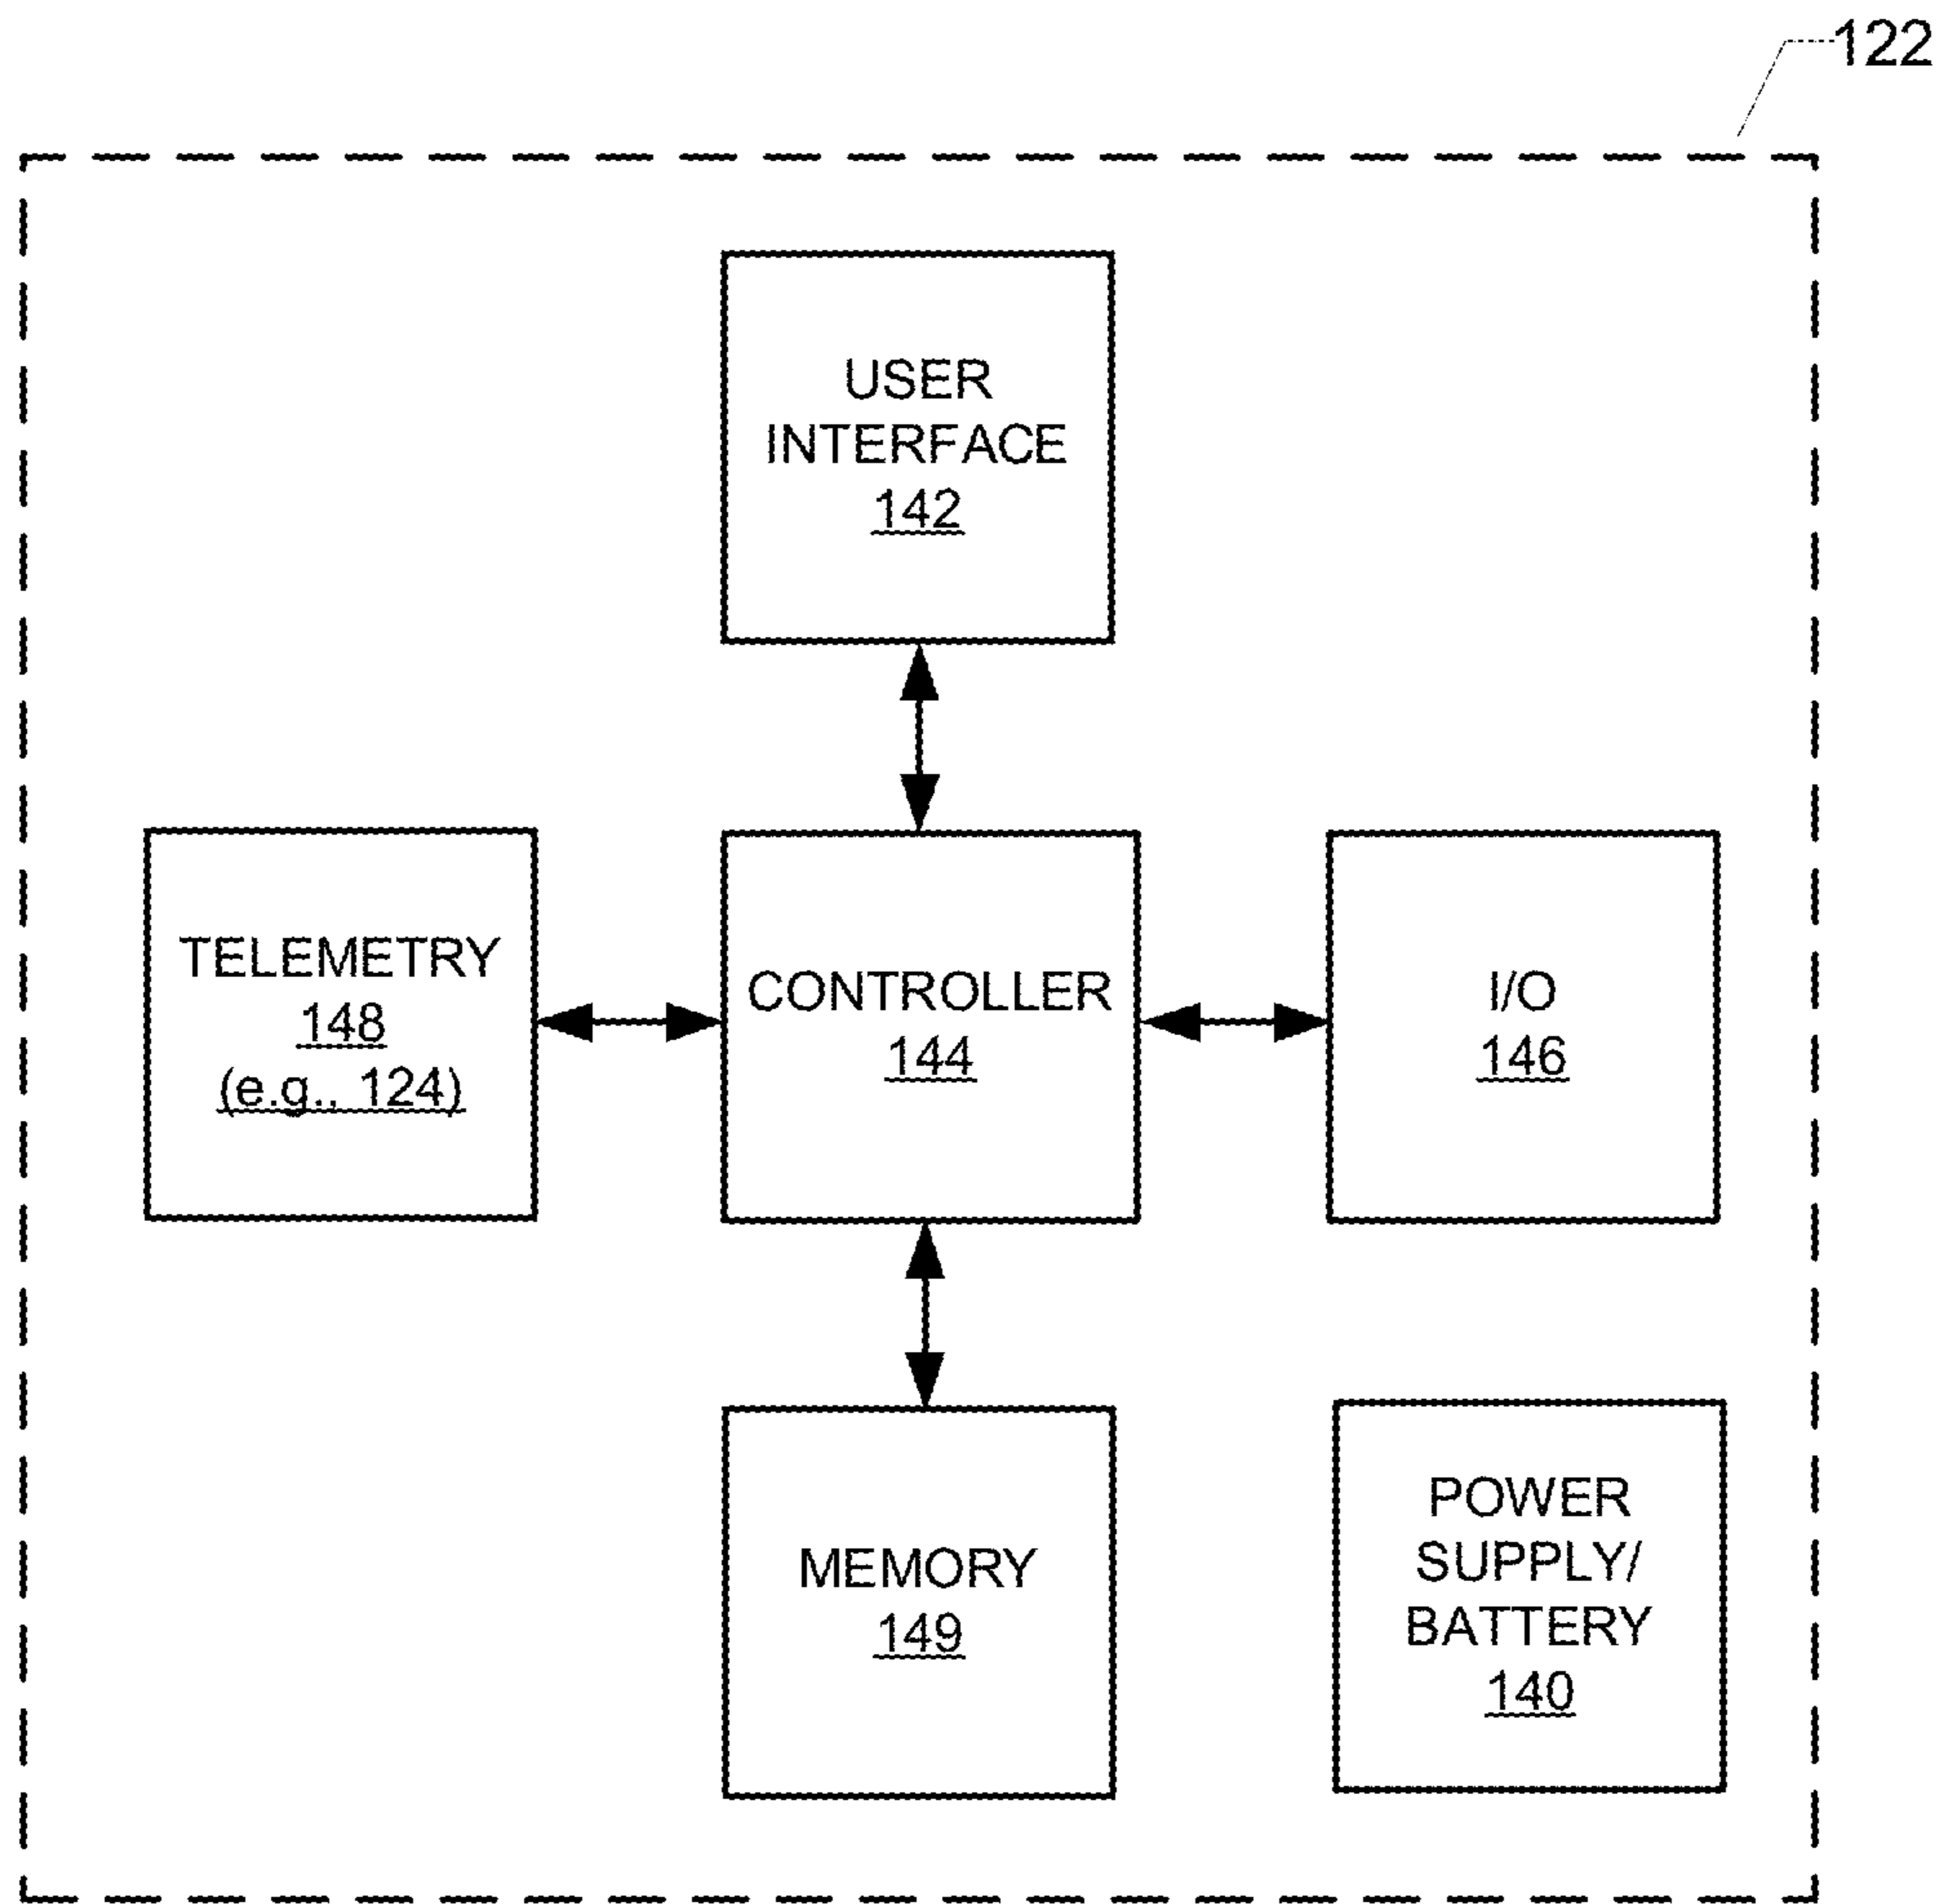 122
USER
INTERFACE
142
TELEMETRY
148
(e.g., 124)
CONTROLLER
144
I/O
146
MEMORY
149
POWER
SUPPLY/
BATTERY
140